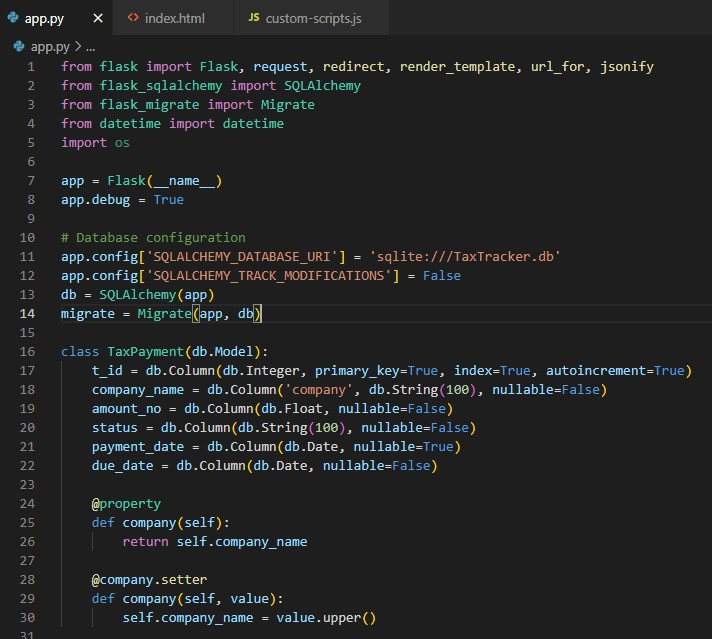 app.py
index.html
JS custom-scripts.js
app.py > ...
1 from flask import Flask, request, redirect, render_template, url_for, jsonify
2 from flask_sqlalchemy import SQLAlchemy
3 from flask_migrate import Migrate
4 from datetime import datetime
5 import os
6
7 app = Flask(__name__)
8 app.debug = True
9
10 # Database configuration
11 app.config['SQLALCHEMY_DATABASE_URI'] = 'sqlite:///TaxTracker.db'
12 app.config['SQLALCHEMY_TRACK_MODIFICATIONS'] = False
13 db = SQLAlchemy(app)
14 migrate = Migrate(app, db)
15
16 class TaxPayment(db.Model):
17     t_id = db.Column(db.Integer, primary_key=True, index=True, autoincrement=True)
18     company_name = db.Column('company', db.String(100), nullable=False)
19     amount_no = db.Column(db.Float, nullable=False)
20     status = db.Column(db.String(100), nullable=False)
21     payment_date = db.Column(db.Date, nullable=True)
22     due_date = db.Column(db.Date, nullable=False)
23
24     @property
25     def company(self):
26         return self.company_name
27
28     @company.setter
29     def company(self, value):
30         self.company_name = value.upper()
31